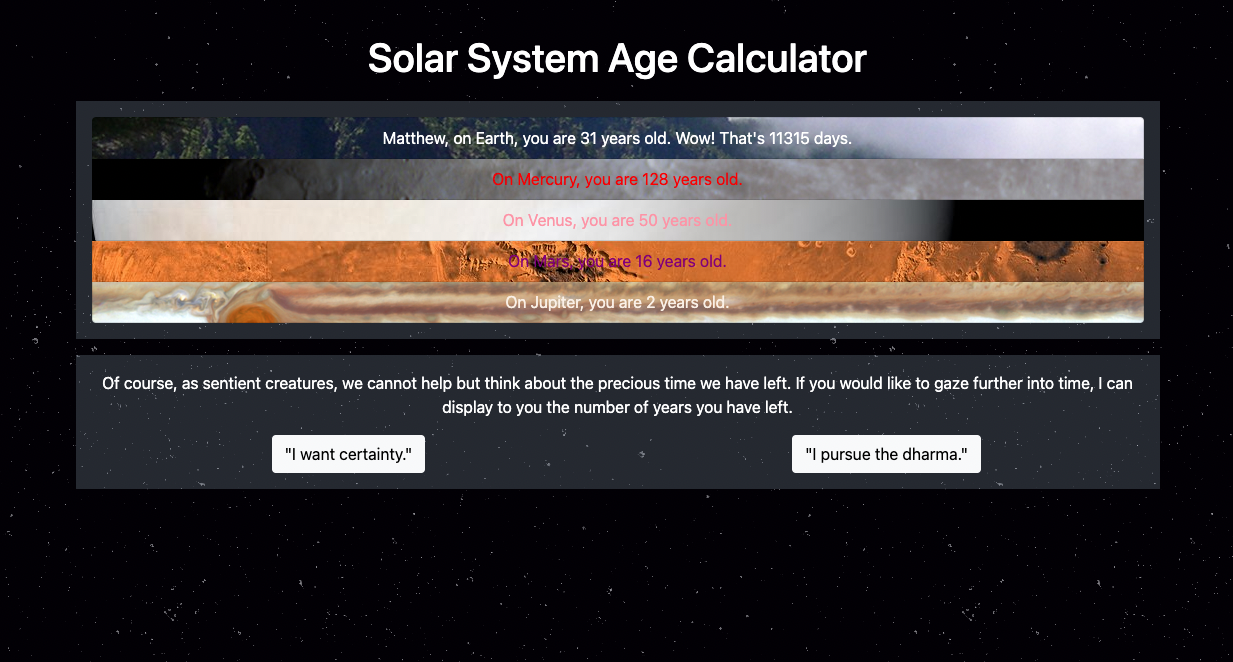 Solar System Age Calculator
Matthew, on Earth, you are 31 years old. Wow! That's 11315 days.
On Mercury, you are 128 years old.
On Venus, you are 50 years old.
On Mars, you are 16 years old.
On Jupiter, you are 2 years old.
Of course, as sentient creatures, we cannot help but think about the precious time we have left. If you would like to gaze further into time, I can
display to you the number of years you have left.
"I want certainty."
"I pursue the dharma."